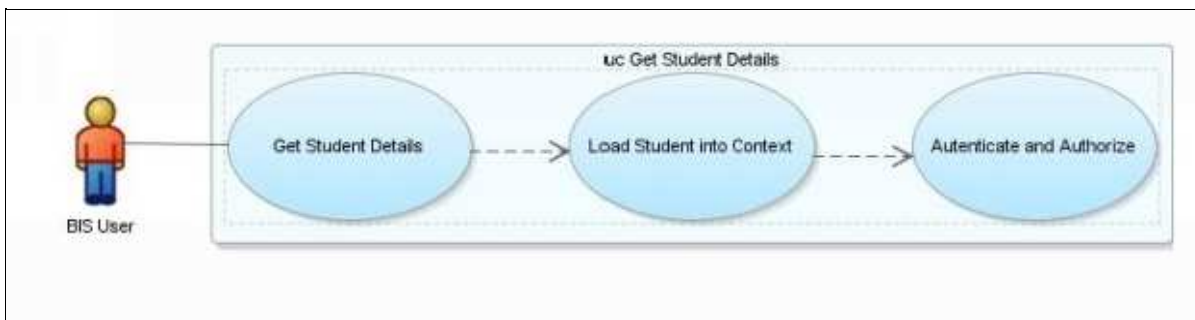 uc Get Student Details
Get Student Details
Load Student into Context
Autenticate and Authorize
BIS User